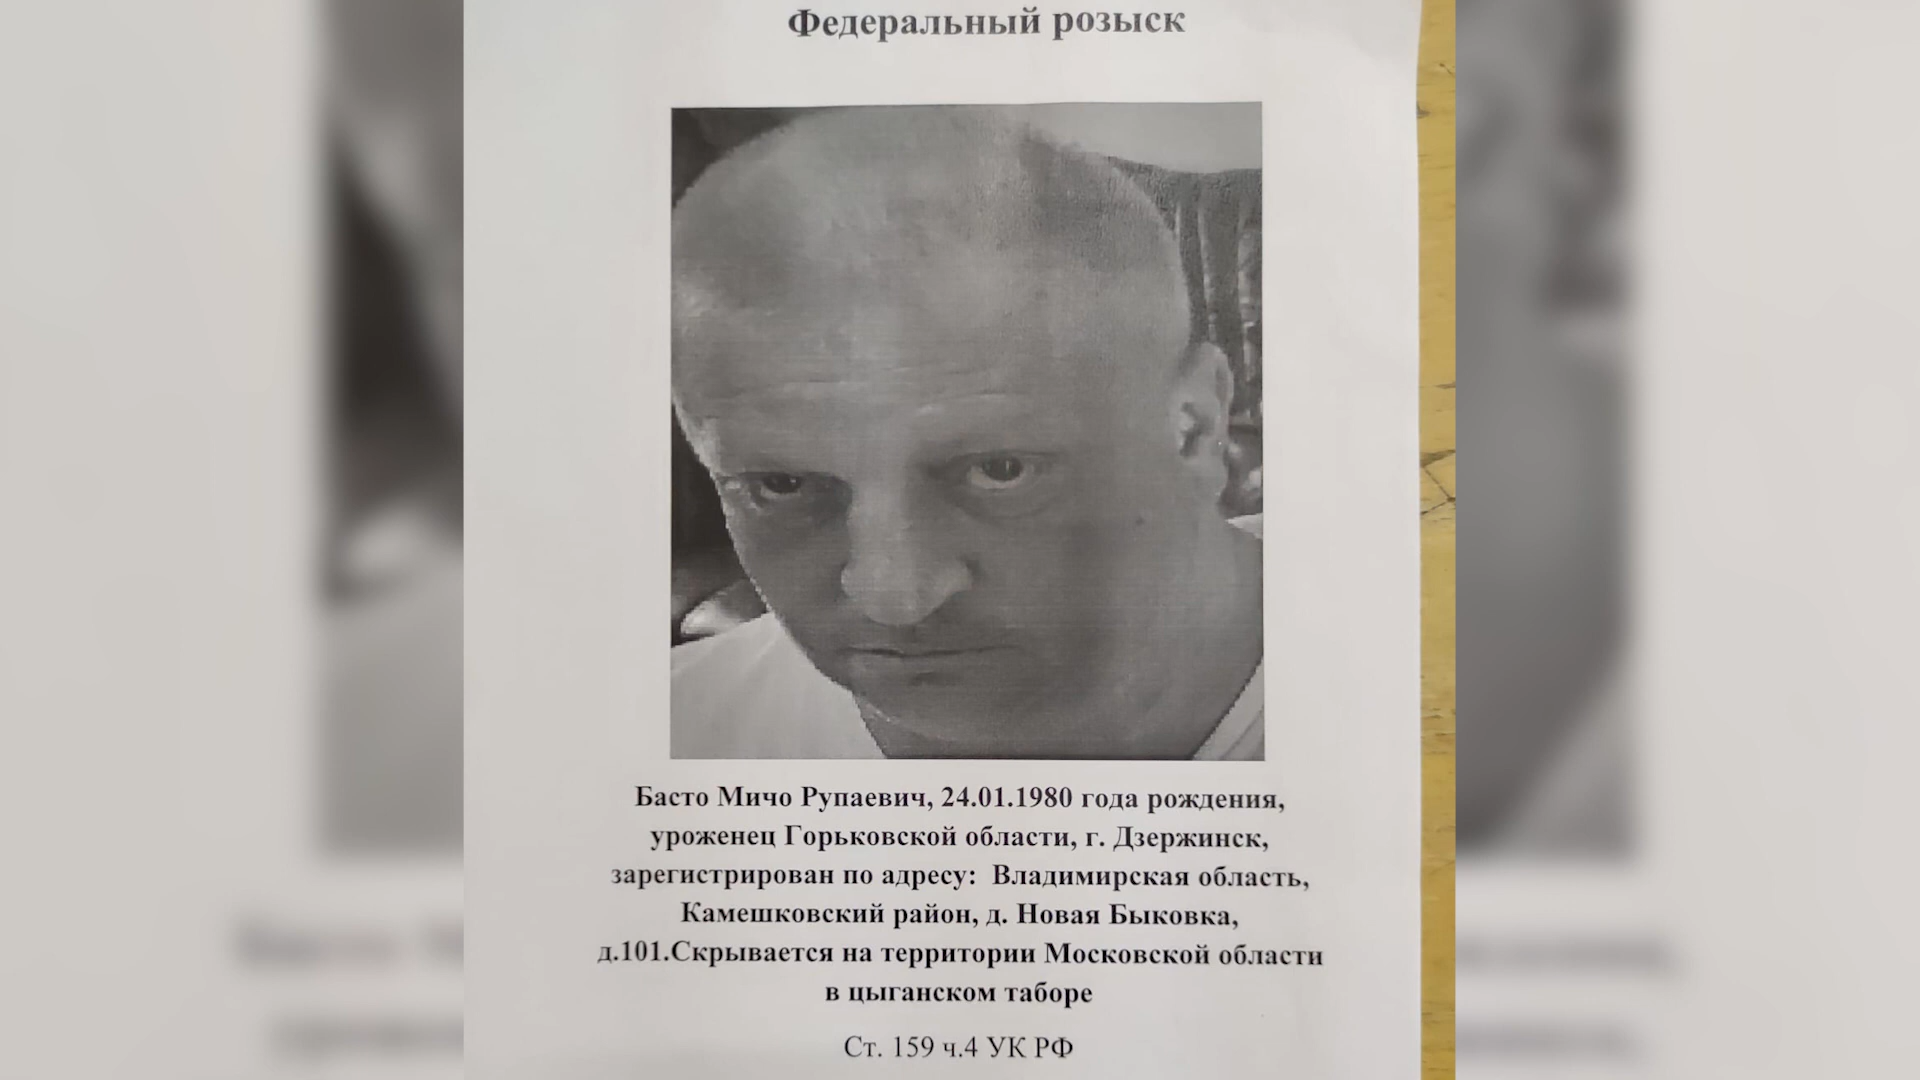 Федеральный розыск
Басто Мичо Рупаевич, 24.01.1980 года рождения,
уроженец Горьковской области, г. Дзержинск,
зарегистрирован по адресу: Владимирская область,
Камешковский район, д. Новая Быковка,
д.101.Скрывается на территории Московской области
в цыганском таборе
Ст. 159 ч.4 УК РФ